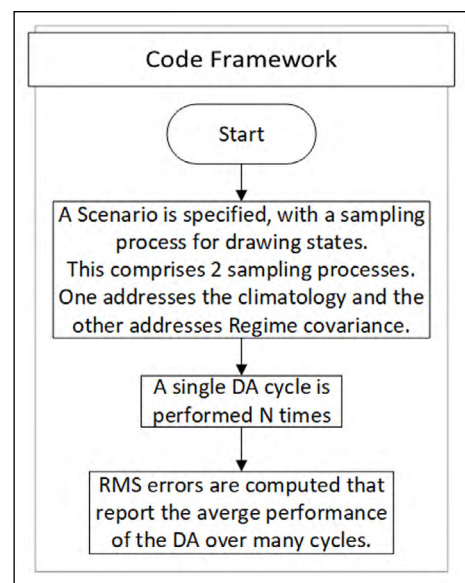 Code Framework
Start
A Scenario is specified, with a sampling
process for drawing states.
This comprises 2 sampling processes.
One addresses the climatology and the
other addresses Regime covariance.
A single DA cycle is
performed N times
RMS errors are computed that
report the averge performance
of the DA over many cycles.